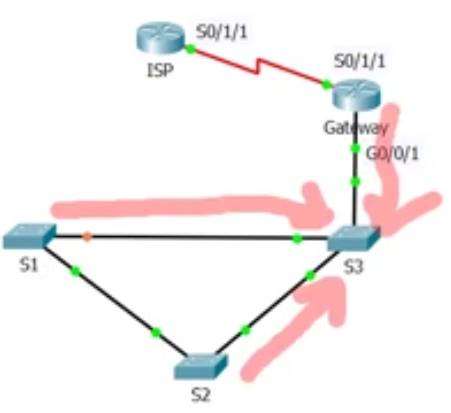 S0/1/1
ISP
S0/1/1
Gateway
G0/0/1
S1
S3
S2